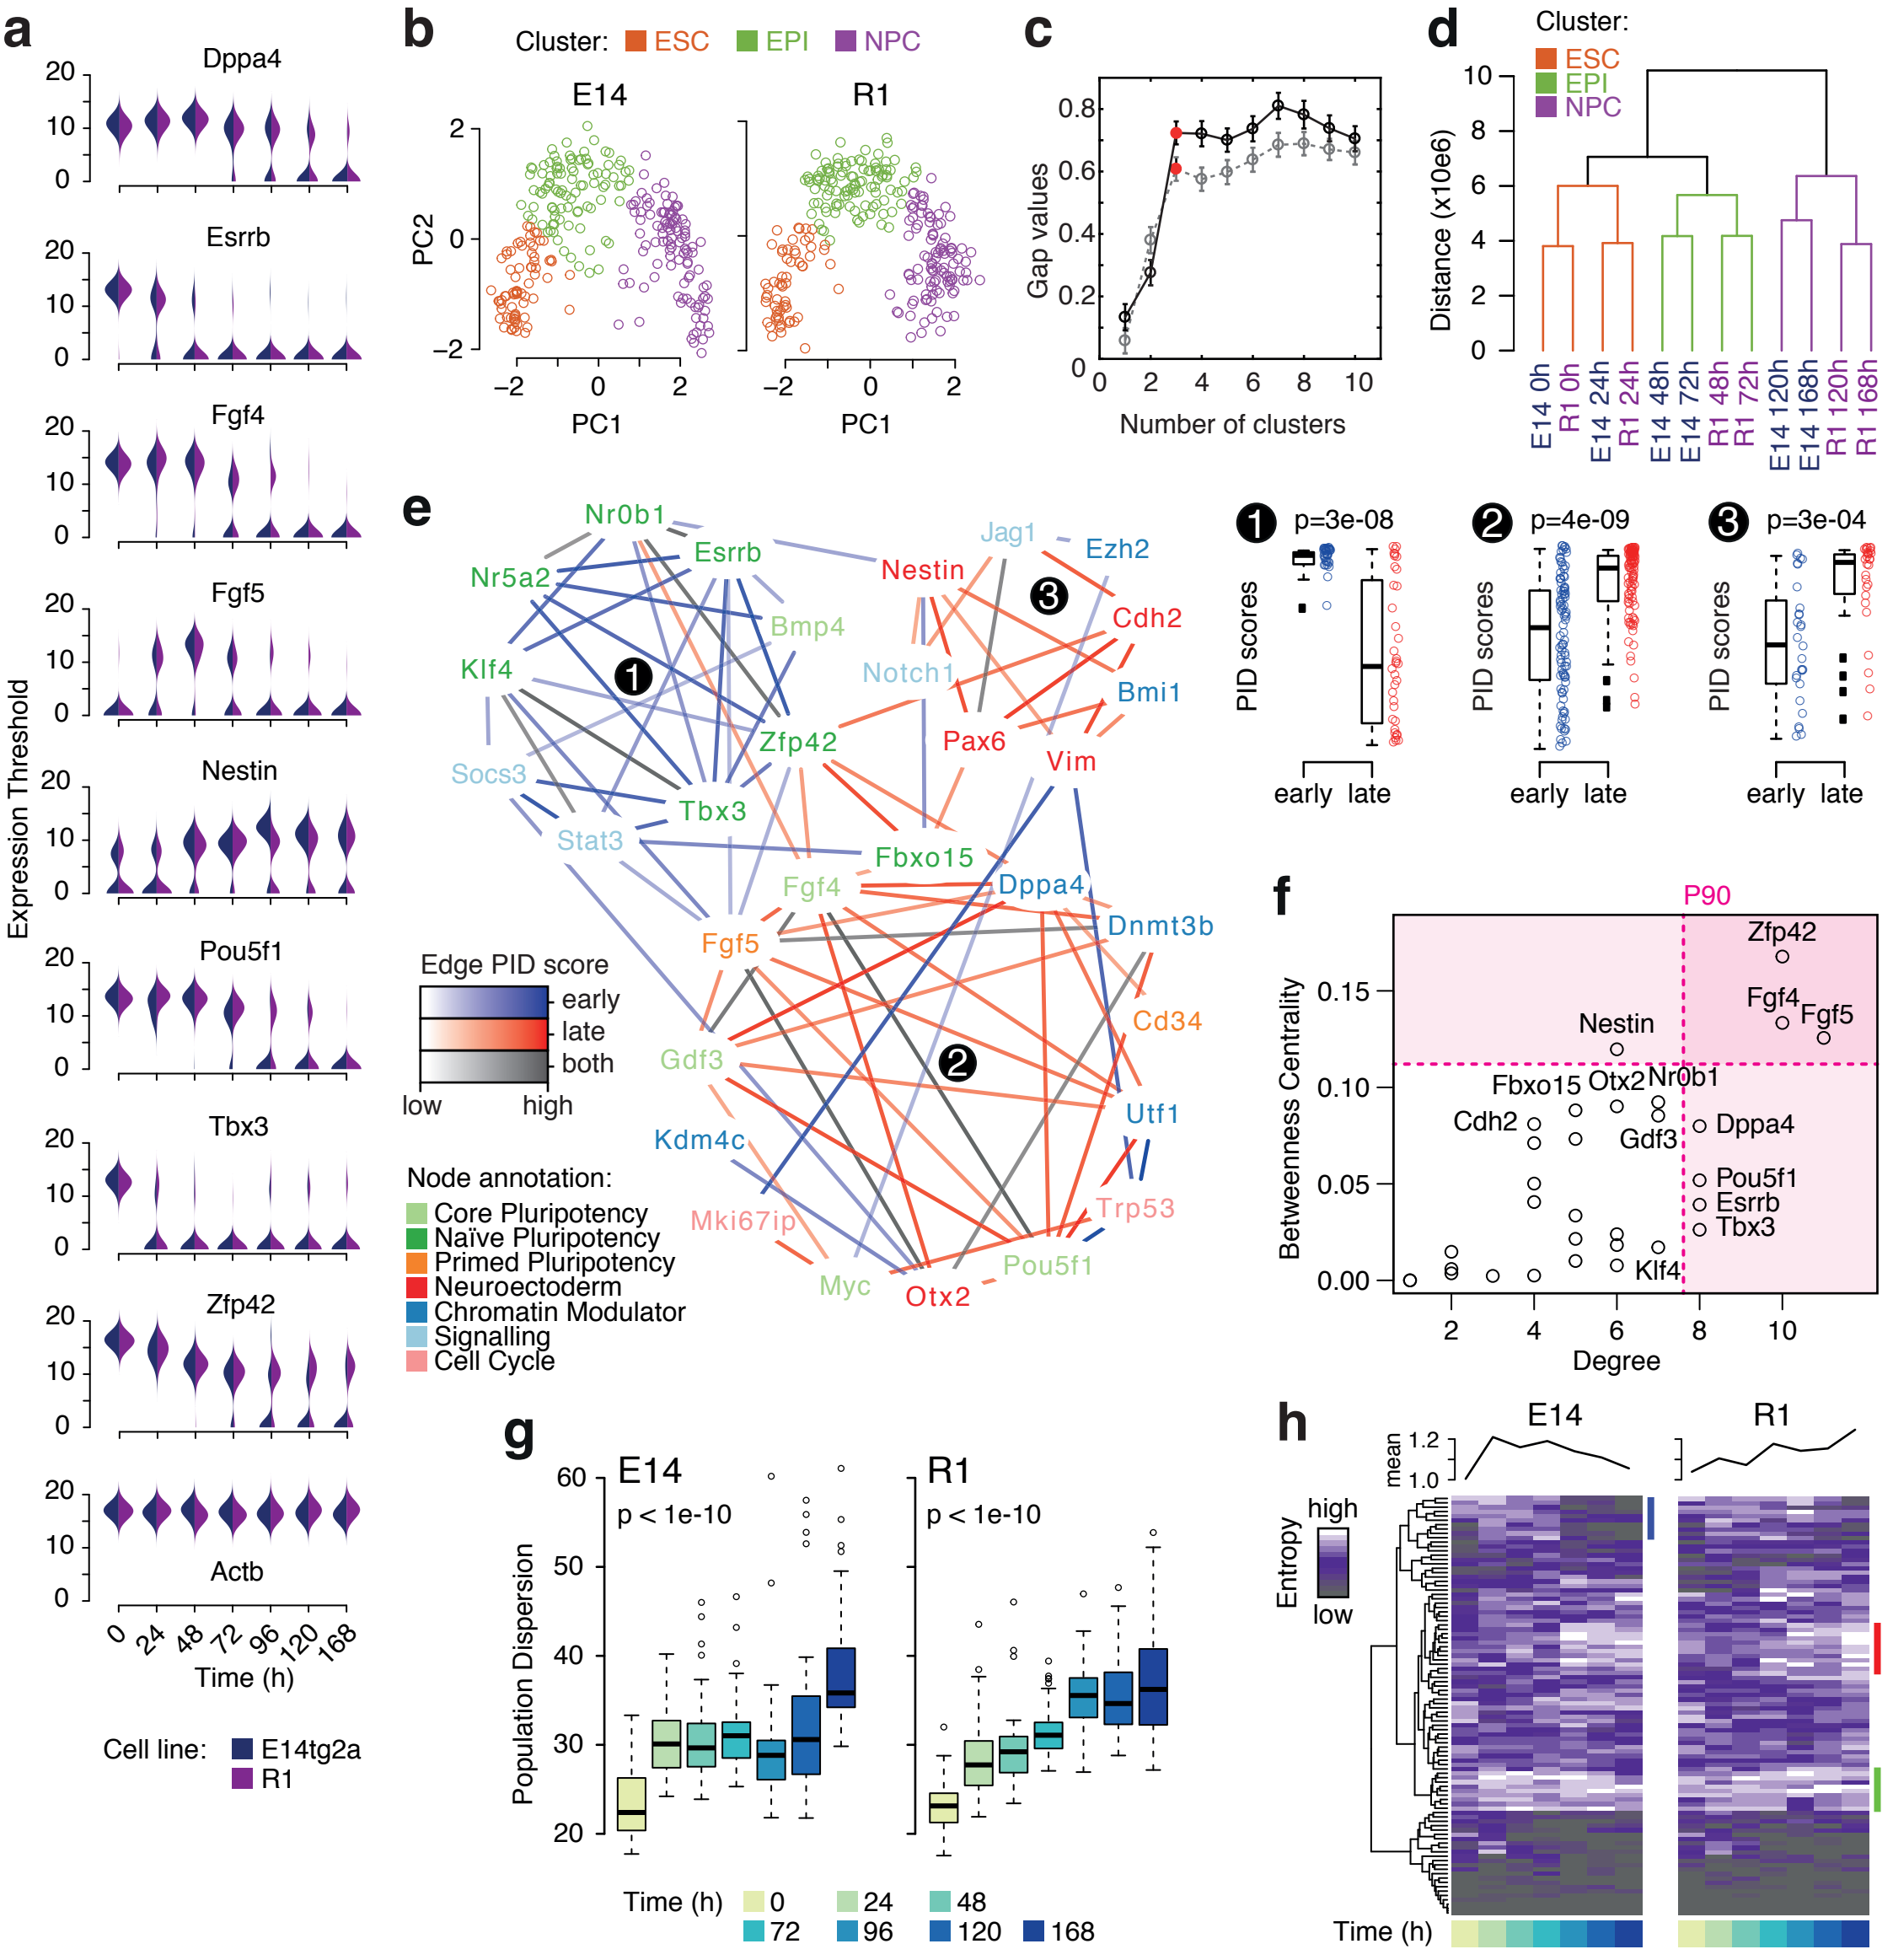 a
Dppa4
20
10
0
Esrrb
20
10
0
Fgf4
20
10
0
Fgf5
20
10
0
Nestin
20
10
0
Pou5f1
20
10
0
Tbx3
20
10
0
Zfp42
20
10
0
20
10
Actb
0
0 24 48 72 96 120 168
Time (h)
Expression Threshold
Cell line: E14tg2a
R1
b
Cluster: ESC EPI NPC
E14 R1
2
0
−2
PC2
−2 0 2 −2 0 2
PC1 PC1
c
0.8
0.6
0.4
0.2
0
Gap values
0 2 4 6 8 10
Number of clusters
d
Cluster:
ESC
EPI
NPC
10
8
6
4
2
0
Distance (x10e6)
E14 0h
R1 0h
E14 24h
R1 24h
E14 48h
E14 72h
R1 48h
R1 72h
E14 120h
E14 168h
R1 120h
R1 168h
e
Nr0b1
Esrrb
Nr5a2
Bmp4
Klf4
1
Zfp42
Socs3
Tbx3
Stat3
Jag1
Ezh2
Nestin
3
Cdh2
Notch1
Bmi1
Pax6
Vim
Fbxo15
Fgf4
Dppa4
Dnmt3b
Fgf5
Cd34
Gdf3
2
Utf1
Kdm4c
Mki67ip
Trp53
Myc
Pou5f1
Otx2
Edge PID score
early
late
both
low high
Node annotation:
Core Pluripotency
Naïve Pluripotency
Primed Pluripotency
Neuroectoderm
Chromatin Modulator
Signalling
Cell Cycle
1 p=3e-08
PID scores
early late
2 p=4e-09
PID scores
early late
3 p=3e-04
PID scores
early late
f
P90
Zfp42
Fgf4 Fgf5
Nestin
Fbxo15 Otx2 Nr0b1
Cdh2
Gdf3
Dppa4
Pou5f1
Esrrb
Tbx3
Klf4
0.15
0.10
0.05
0.00
Betweenness Centrality
2 4 6 8 10
Degree
g
E14
p < 1e-10
R1
p < 1e-10
60
50
40
30
20
Population Dispersion
Time (h) 0 24 48
72 96 120 168
h
E14 R1
mean
1.2
1.0
Entropy
high
low
Time (h)